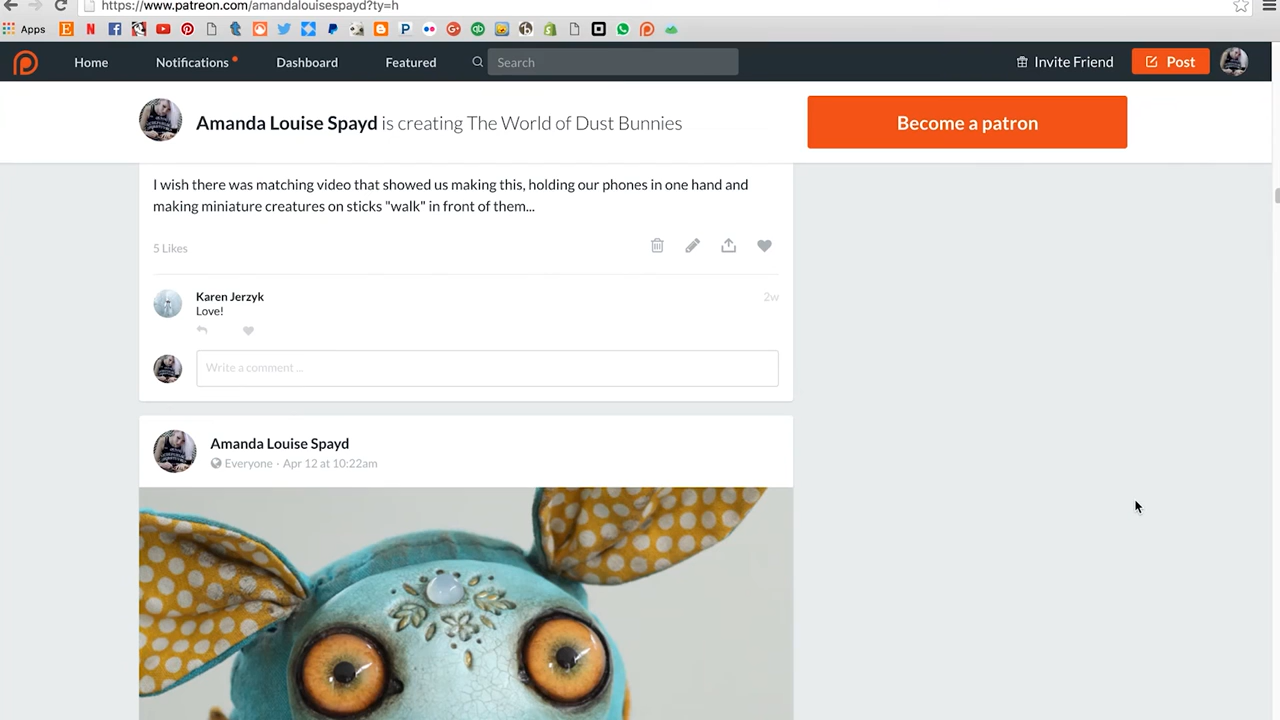 https://www.patreon.com/amandalouisespayd?ty=h
Apps
Home
Notifications
Dashboard
Featured
Search
Invite Friend
Post
Amanda Louise Spayd is creating The World of Dust Bunnies
Become a patron
I wish there was matching video that showed us making this, holding our phones in one hand and
making miniature creatures on sticks "walk" in front of them...
5 Likes
Karen Jerzyk
2w
Love!
Write a comment ...
Amanda Louise Spayd
Everyone - Apr 12 at 10:22am